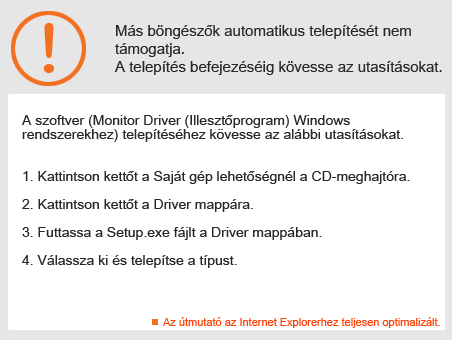 Más böngészők automatikus telepítését nem
támogatja.
A telepítés befejezéséig kövesse az utasításokat.
A szoftver (Monitor Driver (Illesztőprogram) Windows
rendszerekhez) telepítéséhez kövesse az alábbi utasításokat.
1. Kattintson kettőt a Saját gép lehetőségnél a CD-meghajtóra.
2. Kattintson kettőt a Driver mappára.
3. Futtassa a Setup.exe fájlt a Driver mappában.
4. Válassza ki és telepítse a típust.
Az útmutató az Internet Explorerhez teljesen optimalizált.